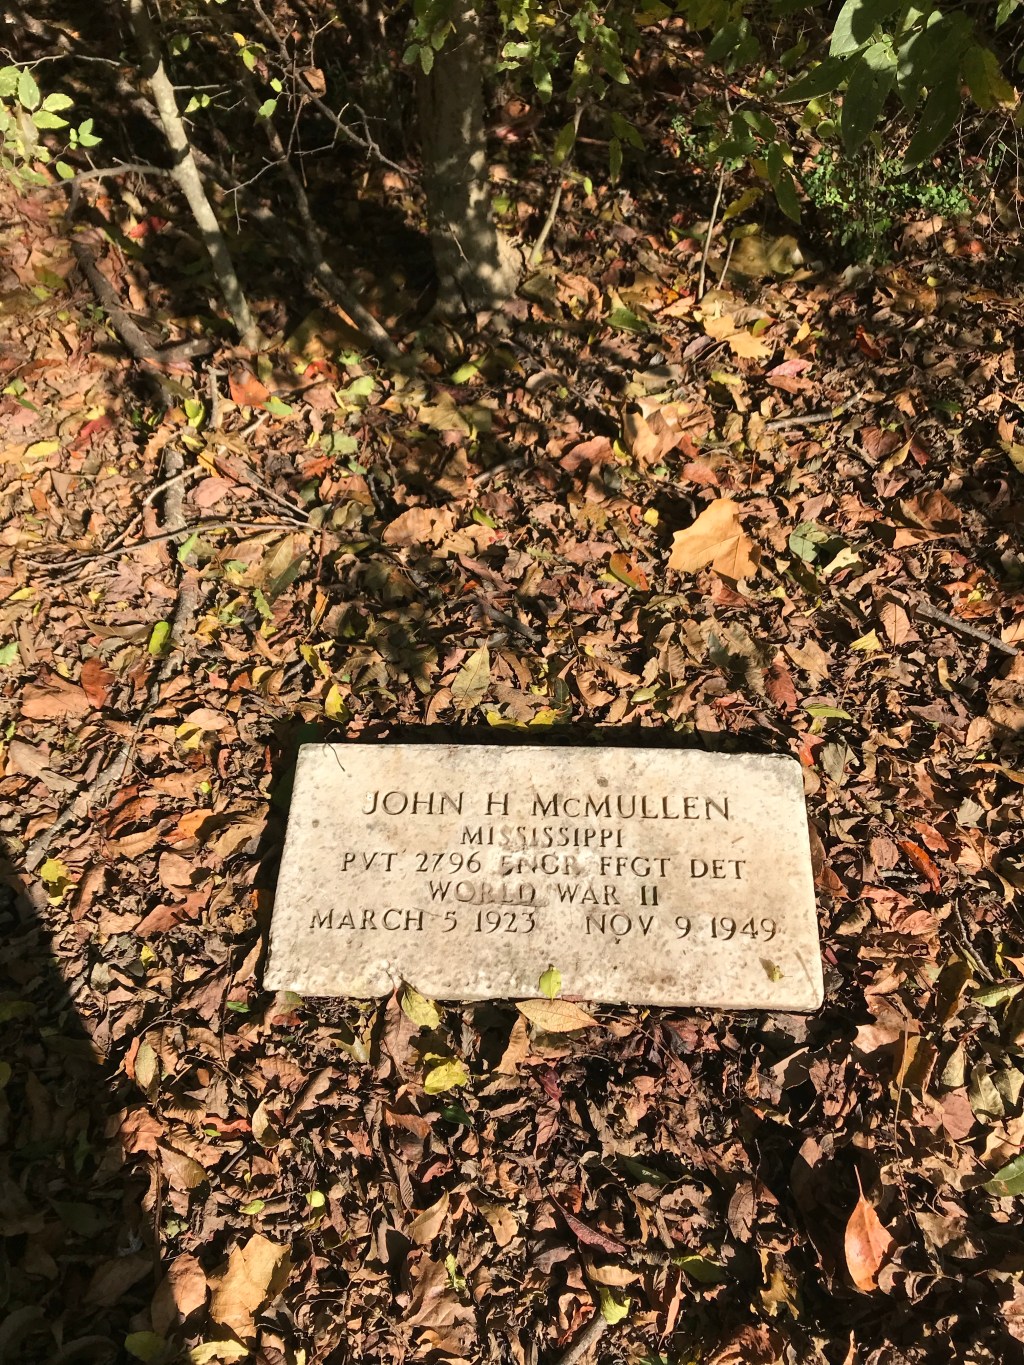 JOHN H McMULLEN
MISSISSIPPI
PVT 2796 ENGR FFGT DET
WORLD WAR II
MARCH 5 1923 NOV 9 1949